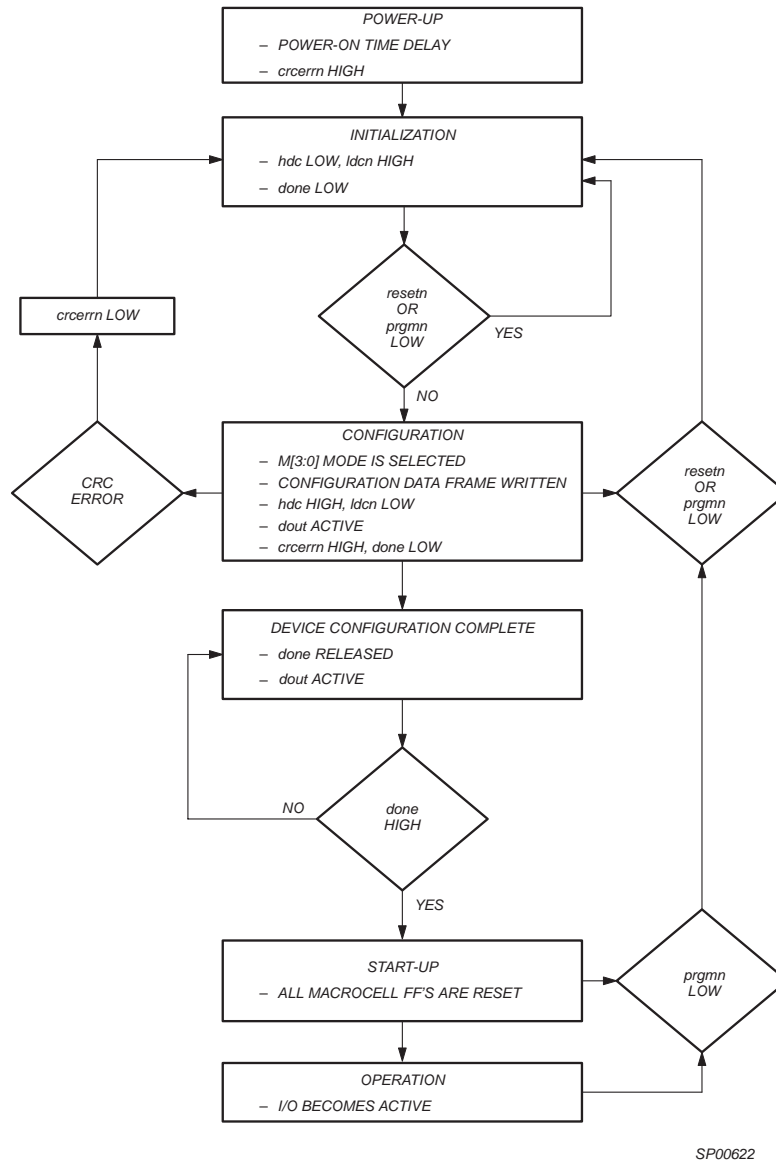 POWER-UP
– POWER-ON TIME DELAY
– crcerrn HIGH
INITIALIZATION
– hdc LOW, ldcn HIGH
– done LOW
resetn
OR
prgmn
LOW
YES
NO
crcerrn LOW
CRC
ERROR
CONFIGURATION
– M[3:0] MODE IS SELECTED
– CONFIGURATION DATA FRAME WRITTEN
– hdc HIGH, ldcn LOW
– dout ACTIVE
– crcerrn HIGH, done LOW
resetn
OR
prgmn
LOW
DEVICE CONFIGURATION COMPLETE
– done RELEASED
– dout ACTIVE
NO
done
HIGH
YES
START-UP
– ALL MACROCELL FF'S ARE RESET
prgmn
LOW
OPERATION
– I/O BECOMES ACTIVE
SP00622